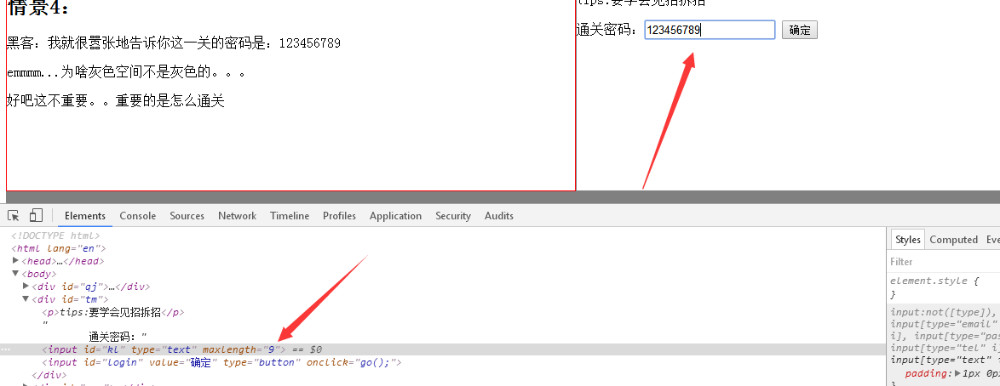 情景4:
黑客: 我就很嚣张地告诉你这一关的密码是: 123456789
emmmm...为啥灰色空间不是灰色的。。。
好吧这不重要。。重要的是怎么通关
tips:要学会见招拆招
通关密码: 123456789 确定
Elements Console Sources Network Timeline Profiles Application Security Audits
<!DOCTYPE html>
<html lang="en">
<head>…</head>
<body>
<div id="qj">…</div>
<div id="tm">
<p>tips:要学会见招拆招</p>
"
通关密码: "
<input id="kl" type="text" maxlength="9"> == $0
<input id="login" value="确定" type="button" onclick="go();">
</div>
Styles Computed Eve
Filter
element.style {
}
input:not([type]),
input[type="email"
i], input[type="pas
input[type="tel" i]
input[type="text" i
padding: 1px 0px
}